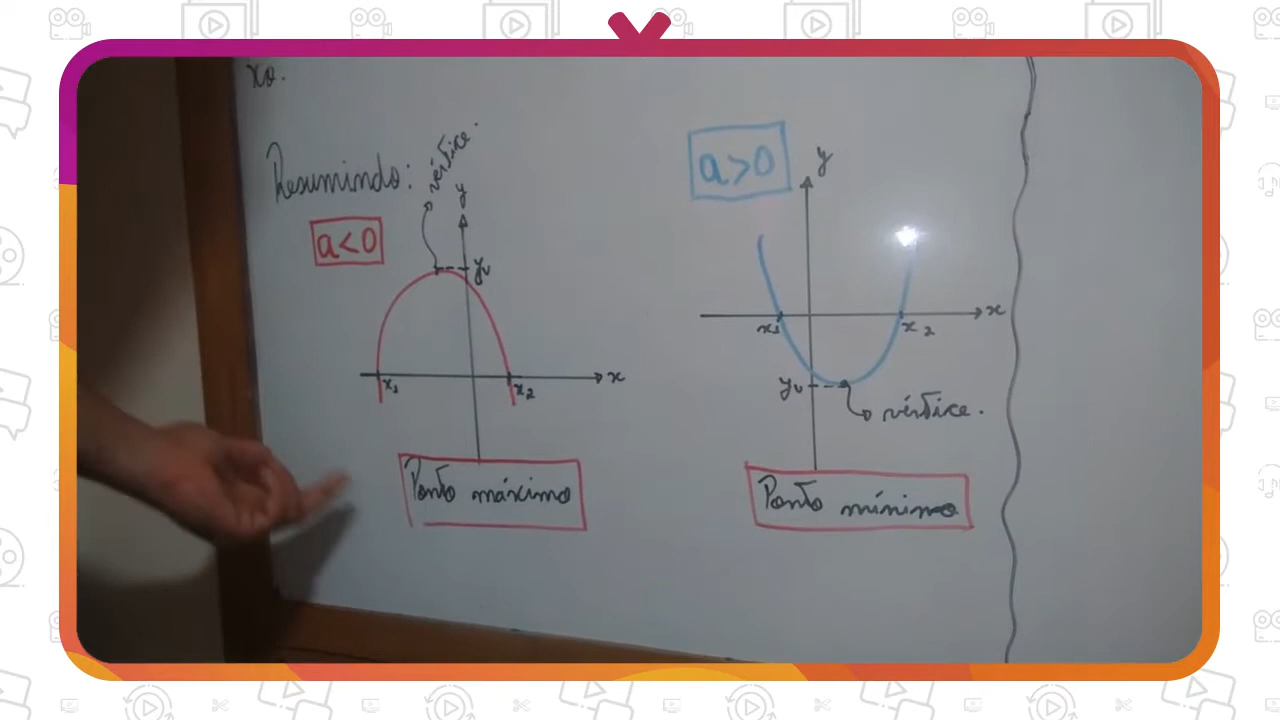 xo.
Resumindo:
vértice.
a<0
y
yv
x₁
x₂
x
Ponto máximo
a>0
y
x₁
x₂
x
yv
vértice.
Ponto mínimo